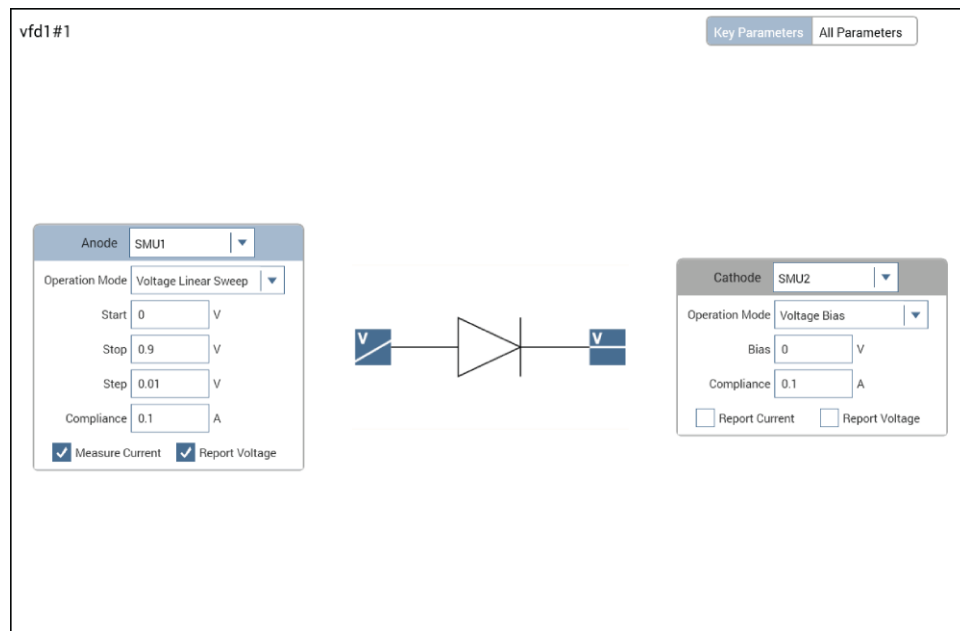 vfd1#1
Key Parameters All Parameters
Anode SMU1
Operation Mode Voltage Linear Sweep
Start 0 V
Stop 0.9 V
Step 0.01 V
Compliance 0.1 A
Measure Current Report Voltage
V
V
Cathode SMU2
Operation Mode Voltage Bias
Bias 0 V
Compliance 0.1 A
Report Current Report Voltage